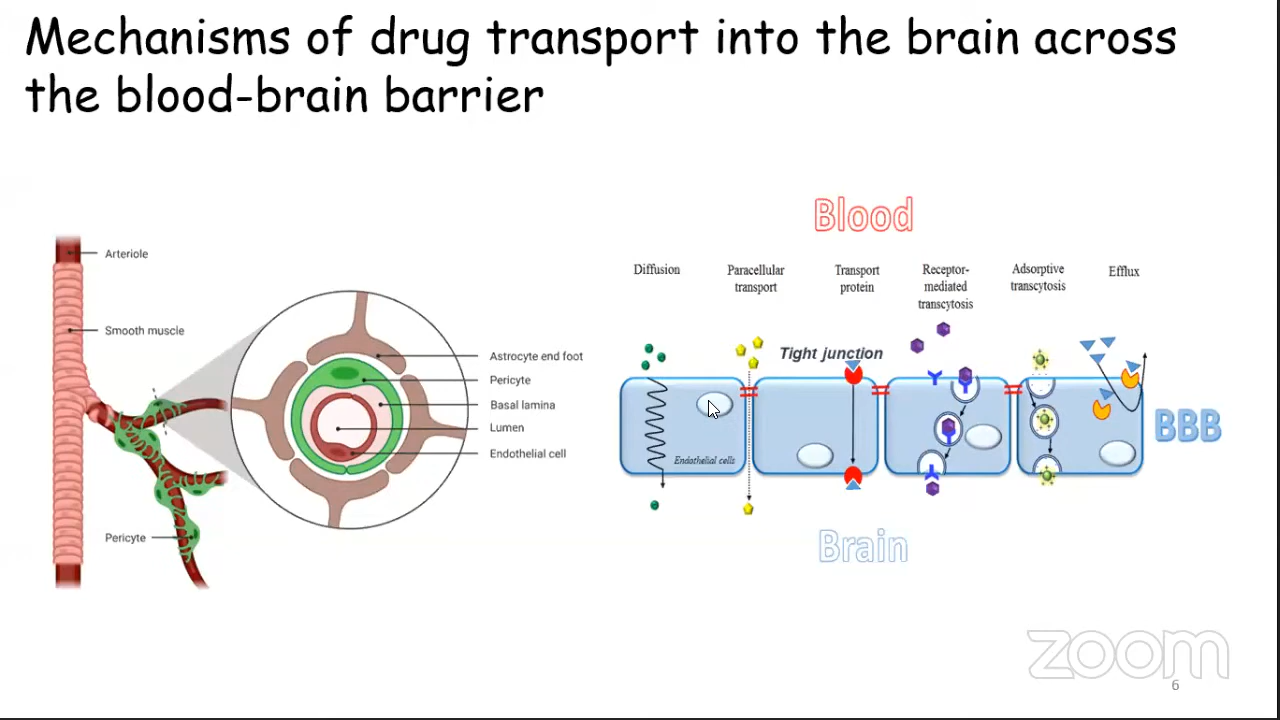 Mechanisms of drug transport into the brain across
the blood-brain barrier
Arteriole
Smooth muscle
Pericyte
Astrocyte end foot
Pericyte
Basal lamina
Lumen
Endothelial cell
Blood
Diffusion
Paracellular
transport
Transport
protein
Receptor-
mediated
transcytosis
Adsorptive
transcytosis
Efflux
Tight junction
Endothelial cells
BBB
Brain
zoom
6